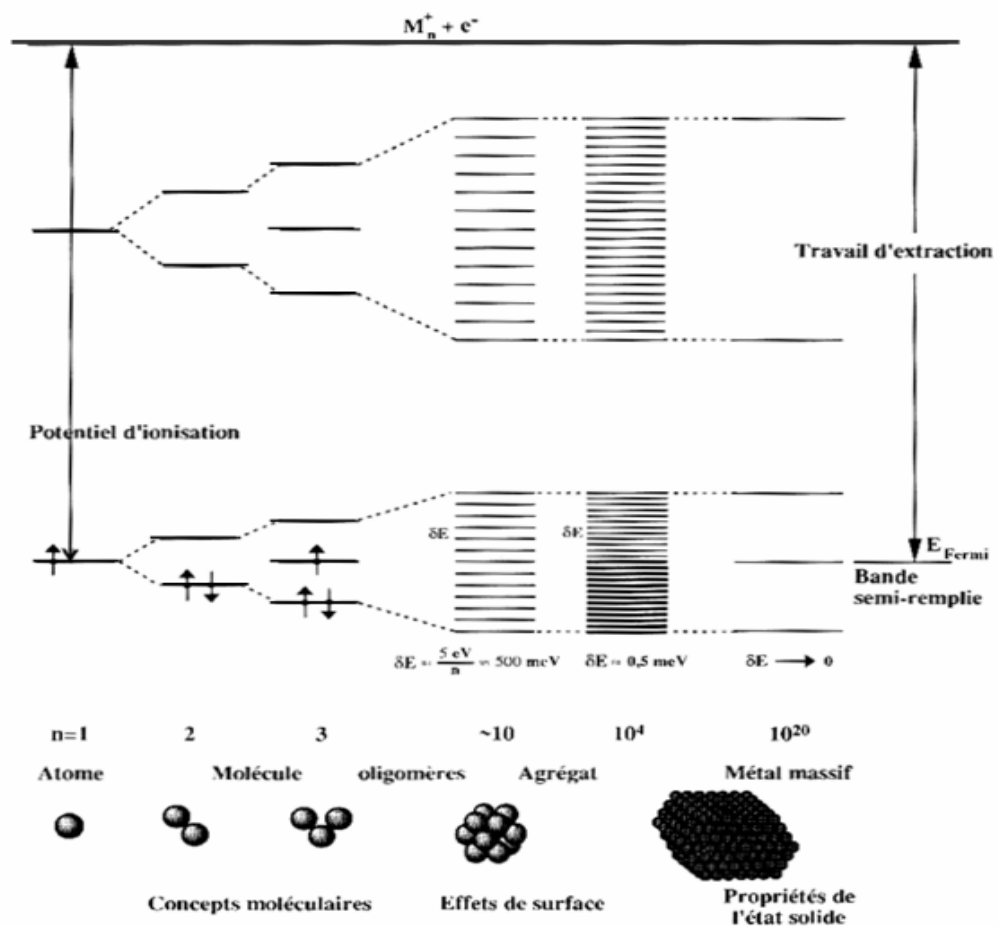 M⁺ₙ + e⁻
Travail d'extraction
Potentiel d'ionisation
δE
δE
E Fermi
Bande
semi-remplie
δE = 5 eV / n = 500 meV
δE = 0,5 meV
δE → 0
n=1
2
3
~10
10⁴
10²⁰
Atome
Molécule
oligomères
Agrégat
Métal massif
Concepts moléculaires
Effets de surface
Propriétés de
l'état solide